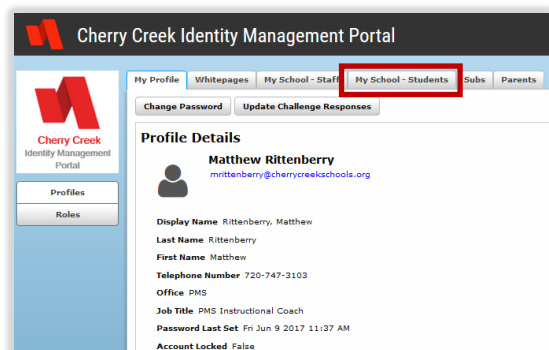 Cherry Creek Identity Management Portal
My Profile Whitepages My School - Staff My School - Students Subs Parents
Change Password Update Challenge Responses
Cherry Creek
Identity Management
Portal
Profiles
Roles
Profile Details
Matthew Rittenberry
mrittenberry@cherrycreekschools.org
Display Name Rittenberry, Matthew
Last Name Rittenberry
First Name Matthew
Telephone Number 720-747-3103
Office PMS
Job Title PMS Instructional Coach
Password Last Set Fri Jun 9 2017 11:37 AM
Account Locked False